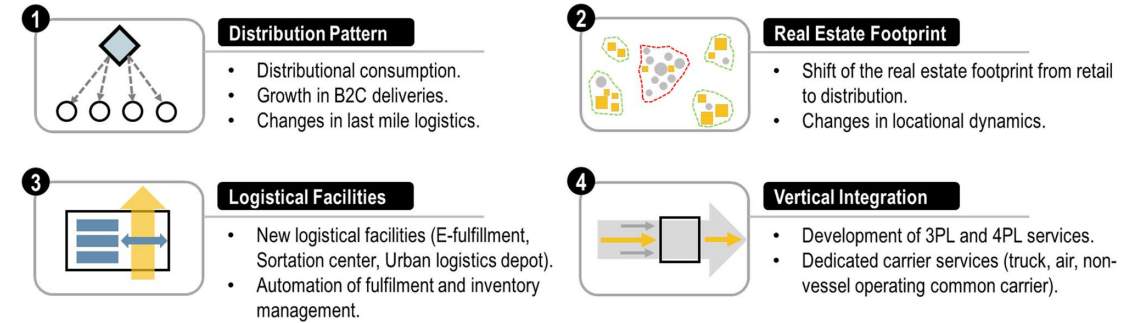 1
Distribution Pattern
• Distributional consumption.
• Growth in B2C deliveries.
• Changes in last mile logistics.
2
Real Estate Footprint
• Shift of the real estate footprint from retail
to distribution.
• Changes in locational dynamics.
3
Logistical Facilities
• New logistical facilities (E-fulfillment,
Sortation center, Urban logistics depot).
• Automation of fulfilment and inventory
management.
4
Vertical Integration
• Development of 3PL and 4PL services.
• Dedicated carrier services (truck, air, non-
vessel operating common carrier).